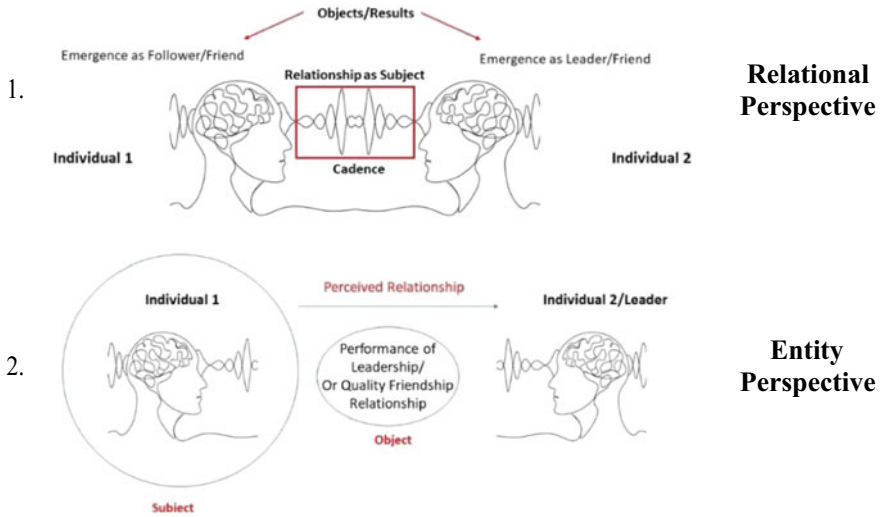 Objects/Results
Emergence as Follower/Friend
Emergence as Leader/Friend
1.
Relationship as Subject
Relational
Perspective
Individual 1
Cadence
Individual 2
Perceived Relationship
Individual 1
Individual 2/Leader
2.
Performance of
Leadership/
Or Quality Friendship
Relationship
Entity
Perspective
Object
Subject